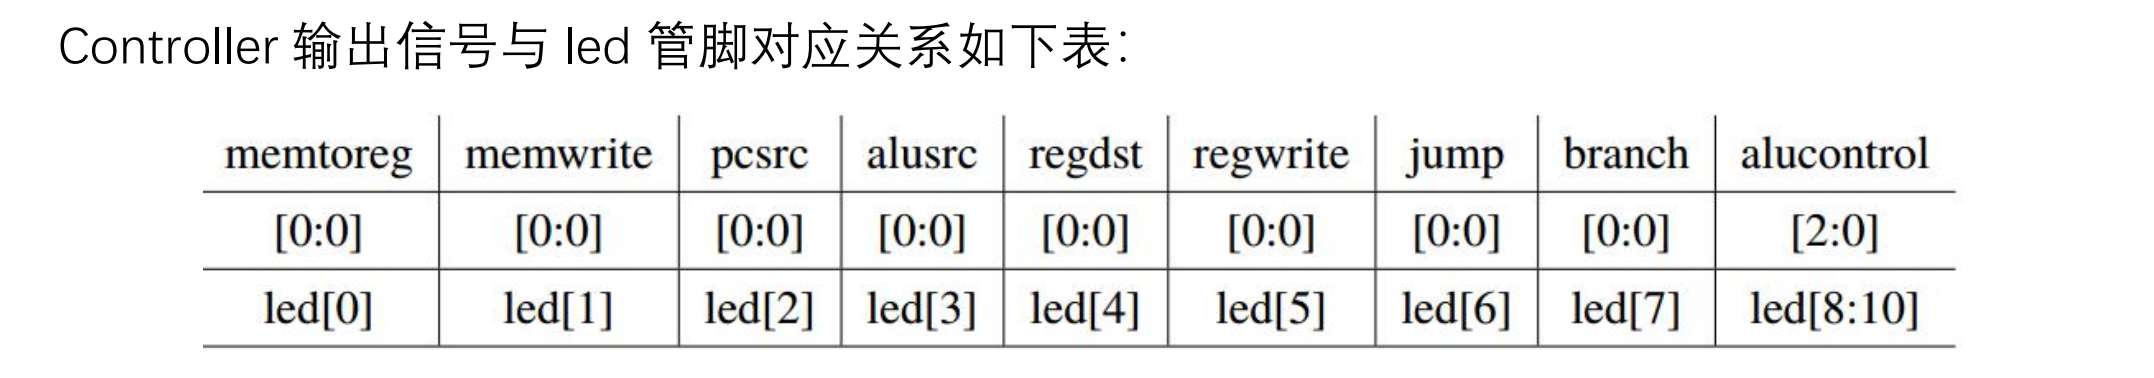 Controller 输出信号与 led 管脚对应关系如下表：
memtoreg memwrite pcsrc alusrc regdst regwrite jump branch alucontrol
[0:0] [0:0] [0:0] [0:0] [0:0] [0:0] [0:0] [0:0] [2:0]
led[0] led[1] led[2] led[3] led[4] led[5] led[6] led[7] led[8:10]